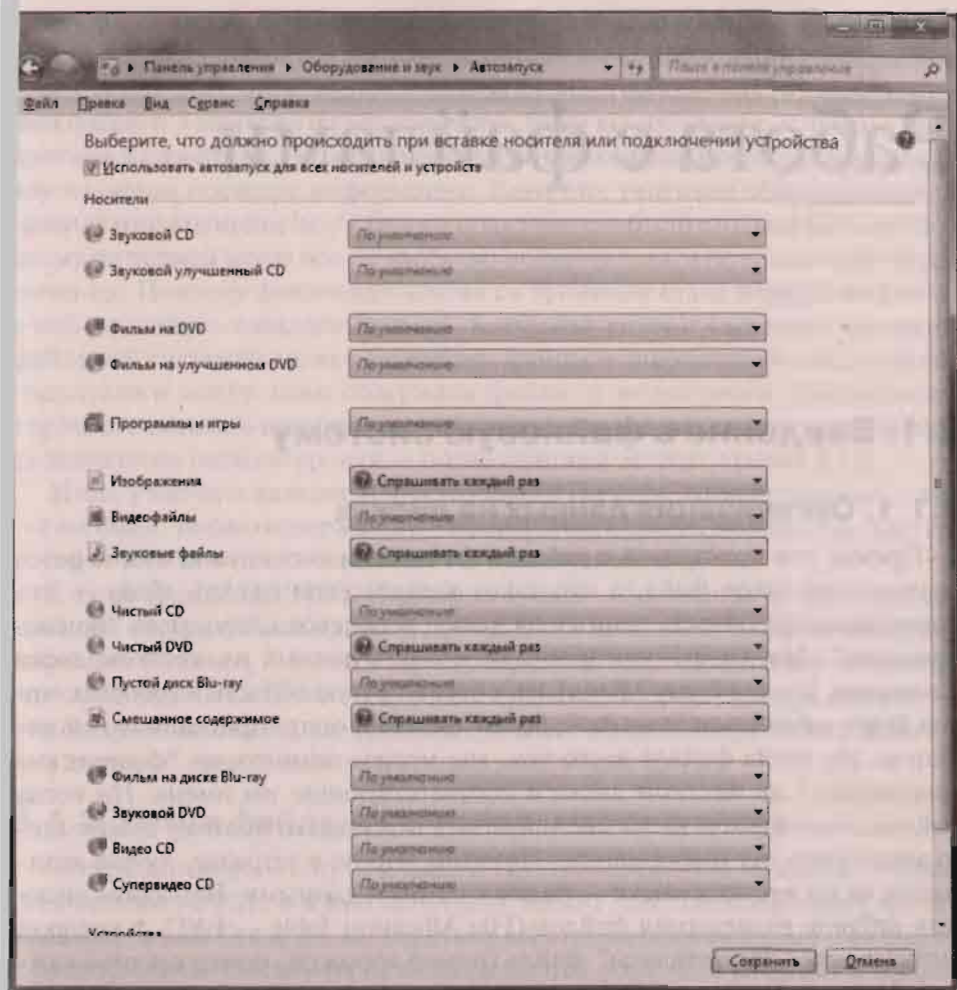 Панель управления ▸ Оборудование и звук ▸ Автозапуск
Поиск в панели управления
Файл Правка Вид Сервис Справка
Выберите, что должно происходить при вставке носителя или подключении устройства
Использовать автозапуск для всех носителей и устройств
Носители
Звуковой CD По умолчанию
Звуковой улучшенный CD По умолчанию
Фильм на DVD По умолчанию
Фильм на улучшенном DVD По умолчанию
Программы и игры По умолчанию
Изображения Спрашивать каждый раз
Видеофайлы По умолчанию
Звуковые файлы Спрашивать каждый раз
Чистый CD По умолчанию
Чистый DVD Спрашивать каждый раз
Пустой диск Blu-ray По умолчанию
Смешанное содержимое Спрашивать каждый раз
Фильм на диске Blu-ray По умолчанию
Звуковой DVD По умолчанию
Видео CD По умолчанию
Супервидео CD По умолчанию
Устройства
Сохранить Отмена